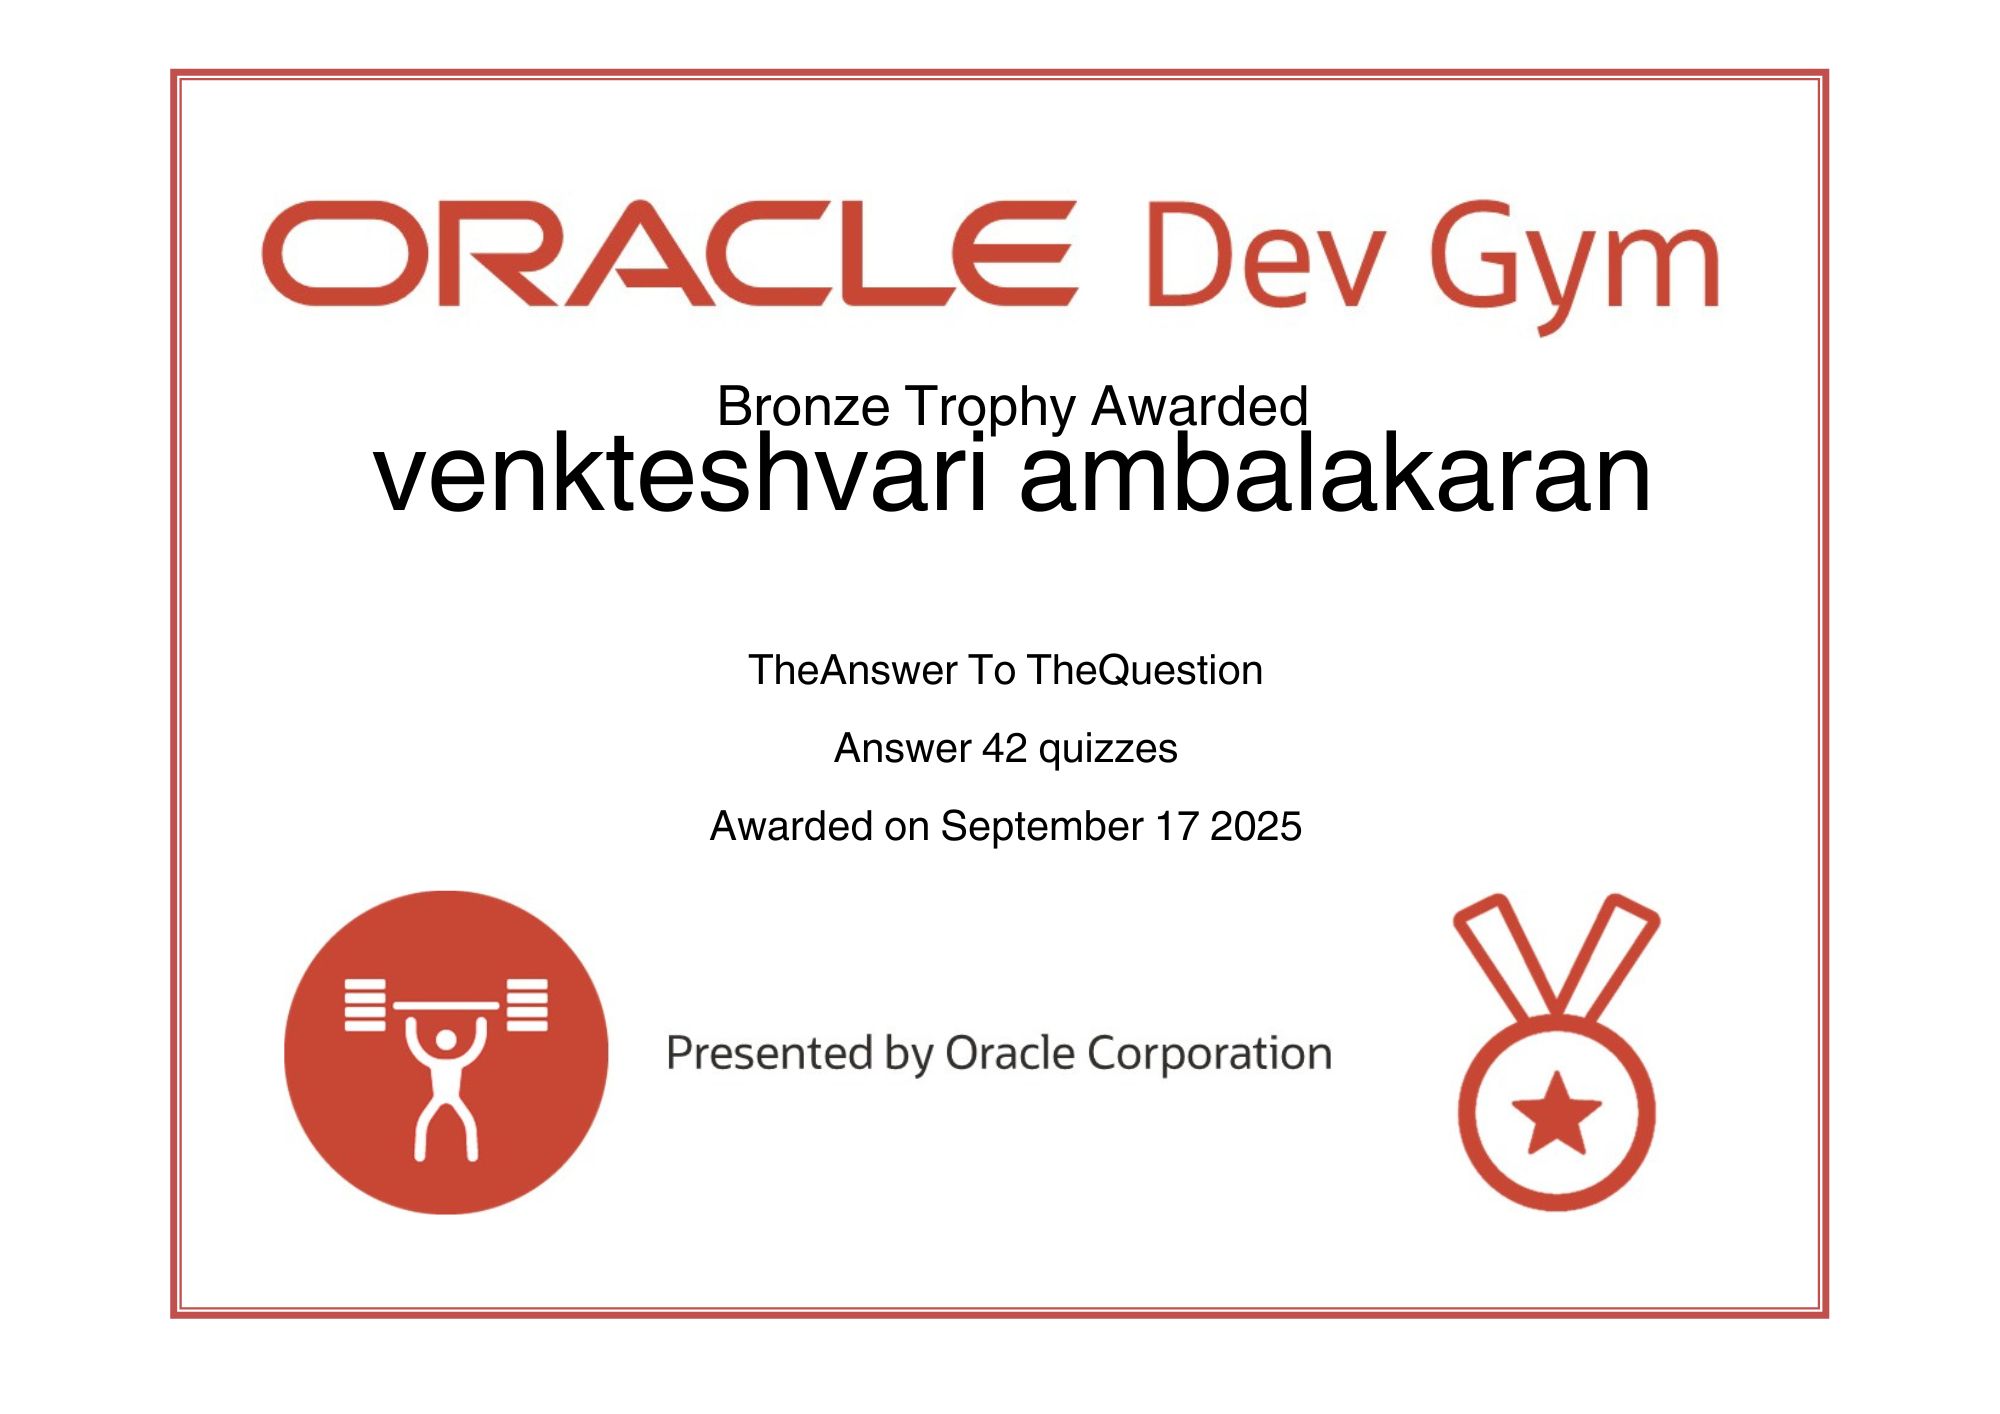 ORACLE Dev Gym
Bronze Trophy Awarded
venkteshvari ambalakaran
TheAnswer To TheQuestion
Answer 42 quizzes
Awarded on September 17 2025
Presented by Oracle Corporation